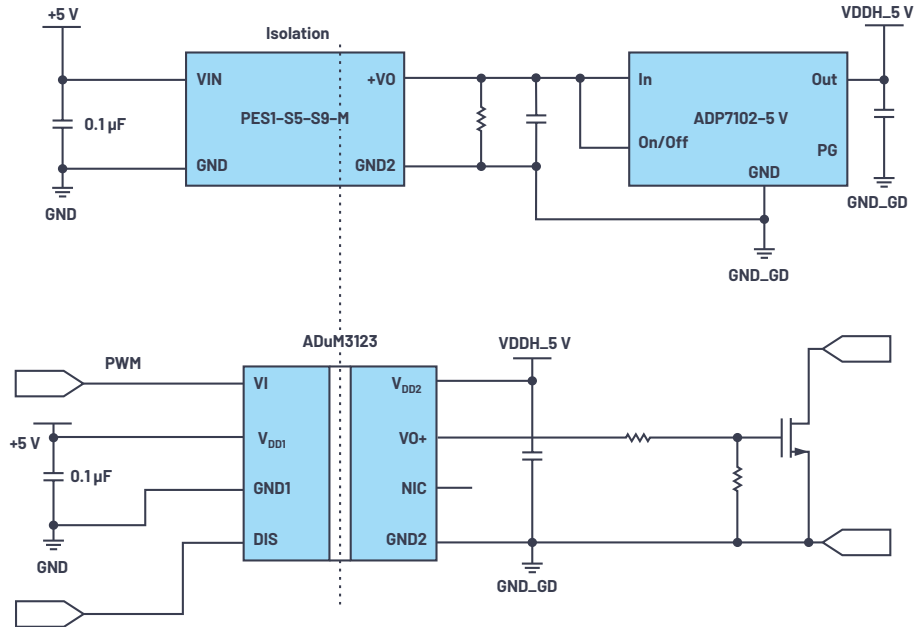 +5 V
Isolation
VDDH_5 V
VIN
+VO
In
Out
0.1 µF
PES1-S5-S9-M
ADP7102-5 V
On/Off
PG
GND
GND2
GND
GND
GND_GD
GND_GD
ADuM3123
VDDH_5 V
PWM
VI
VDD2
+5 V
VDD1
VO+
0.1 µF
GND1
NIC
DIS
GND2
GND
GND_GD